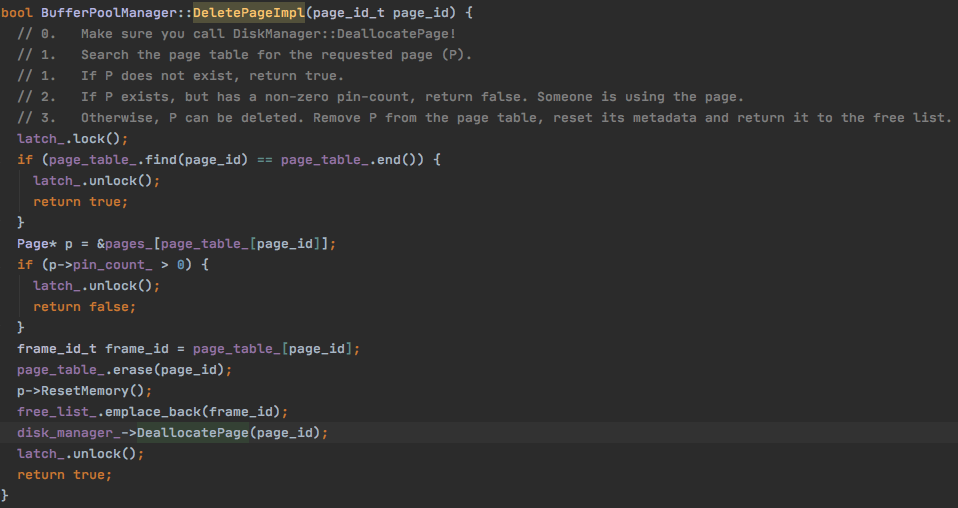 bool BufferPoolManager::DeletePageImpl(page_id_t page_id) {
  // 0.   Make sure you call DiskManager::DeallocatePage!
  // 1.   Search the page table for the requested page (P).
  // 1.   If P does not exist, return true.
  // 2.   If P exists, but has a non-zero pin-count, return false. Someone is using the page.
  // 3.   Otherwise, P can be deleted. Remove P from the page table, reset its metadata and return it to the free list.
  latch_.lock();
  if (page_table_.find(page_id) == page_table_.end()) {
    latch_.unlock();
    return true;
  }
  Page* p = &pages_[page_table_[page_id]];
  if (p->pin_count_ > 0) {
    latch_.unlock();
    return false;
  }
  frame_id_t frame_id = page_table_[page_id];
  page_table_.erase(page_id);
  p->ResetMemory();
  free_list_.emplace_back(frame_id);
  disk_manager_->DeallocatePage(page_id);
  latch_.unlock();
  return true;
}